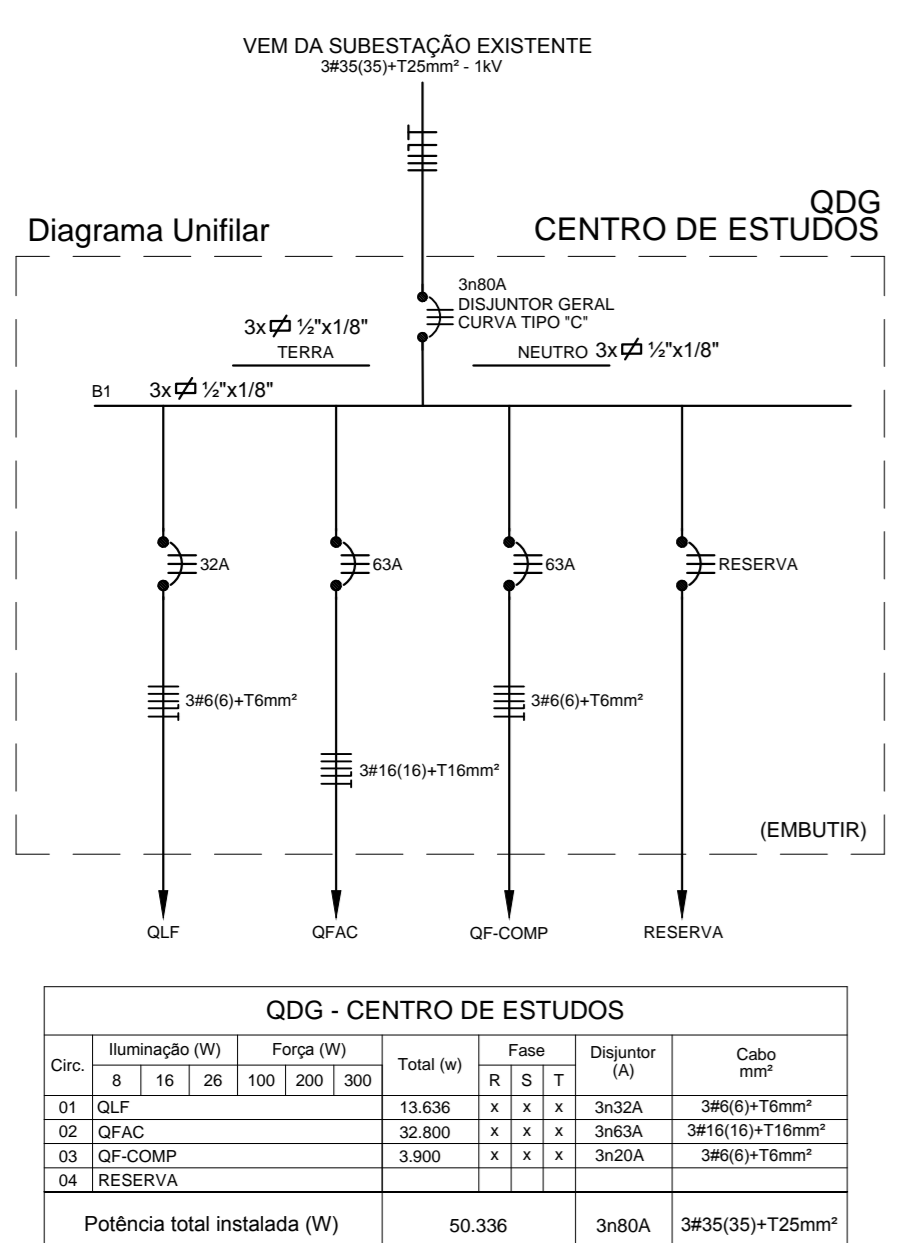 VEM DA SUBESTAÇÃO EXISTENTE
3#35(35)+T25mm² - 1kV
Diagrama Unifilar
QDG
CENTRO DE ESTUDOS
3n80A
DISJUNTOR GERAL
CURVA TIPO "C"
3x ½"x1/8"
TERRA
NEUTRO 3x ½"x1/8"
B1 3x ½"x1/8"
32A 63A 63A RESERVA
3#6(6)+T6mm² 3#6(6)+T6mm²
3#16(16)+T16mm²
(EMBUTIR)
QLF QFAC QF-COMP RESERVA
QDG - CENTRO DE ESTUDOS
Circ. Iluminação (W) Força (W) Total (w) Fase Disjuntor (A) Cabo mm²
8 16 26 100 200 300 R S T
01 QLF 13.636 x x x 3n32A 3#6(6)+T6mm²
02 QFAC 32.800 x x x 3n63A 3#16(16)+T16mm²
03 QF-COMP 3.900 x x x 3n20A 3#6(6)+T6mm²
04 RESERVA
Potência total instalada (W) 50.336 3n80A 3#35(35)+T25mm²